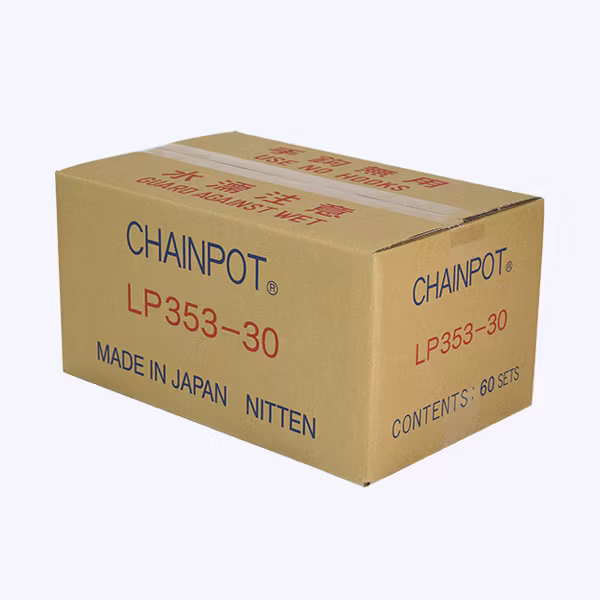 手鈎無用
USE NO HOOKS
水濡注意
GUARD AGAINST WET
CHAINPOT®
LP353-30
MADE IN JAPAN NITTEN
CHAINPOT®
LP353-30
CONTENTS: 60 SETS